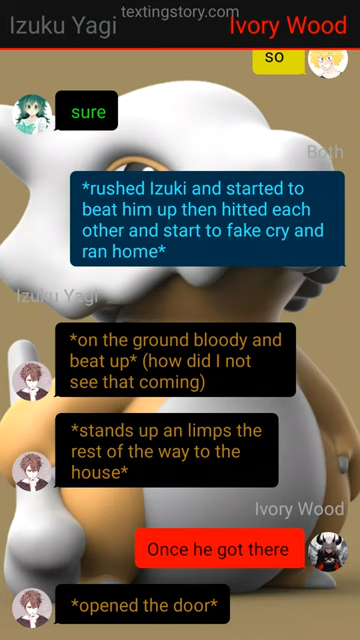 textingstory.com
Izuku Yagi
Ivory Wood
so
sure
Both
*rushed Izuki and started to
beat him up then hitted each
other and start to fake cry and
ran home*
Izuku Yagi
*on the ground bloody and
beat up* (how did I not
see that coming)
*stands up an limps the
rest of the way to the
house*
Ivory Wood
Once he got there
*opened the door*